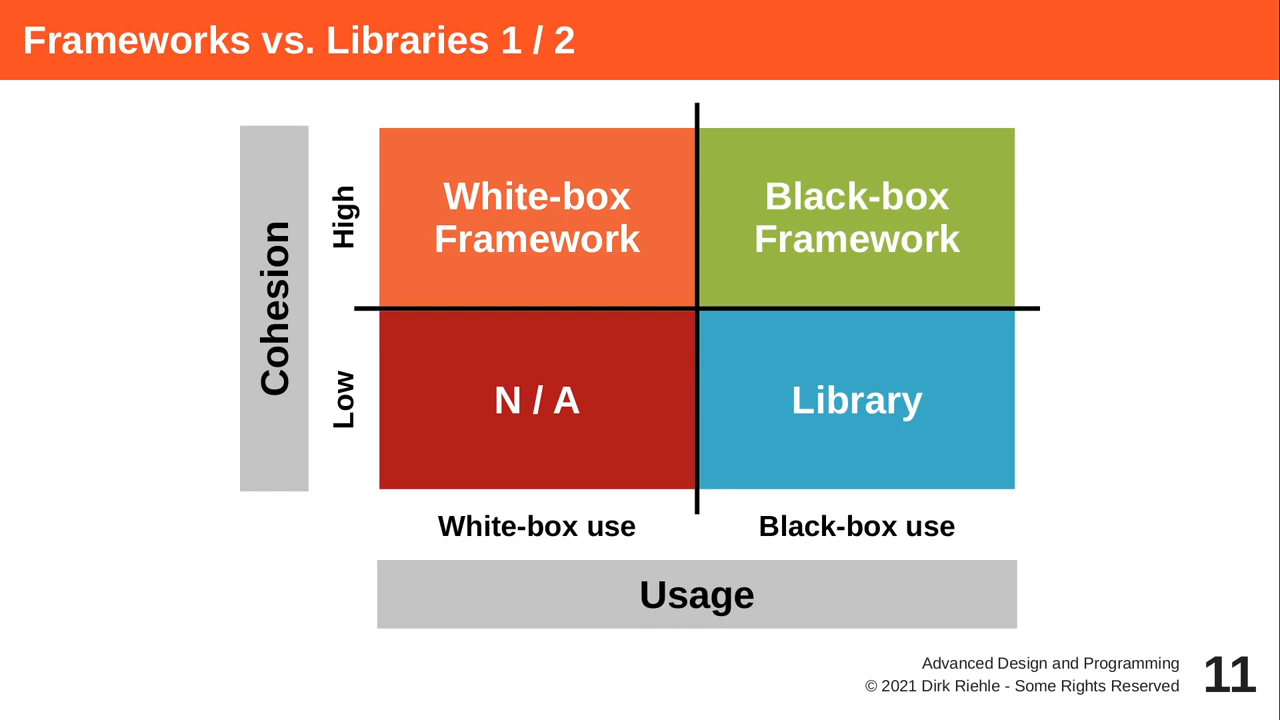 Frameworks vs. Libraries 1 / 2
Cohesion
High
Low
White-box
Framework
Black-box
Framework
N / A
Library
White-box use
Black-box use
Usage
Advanced Design and Programming
© 2021 Dirk Riehle - Some Rights Reserved
11